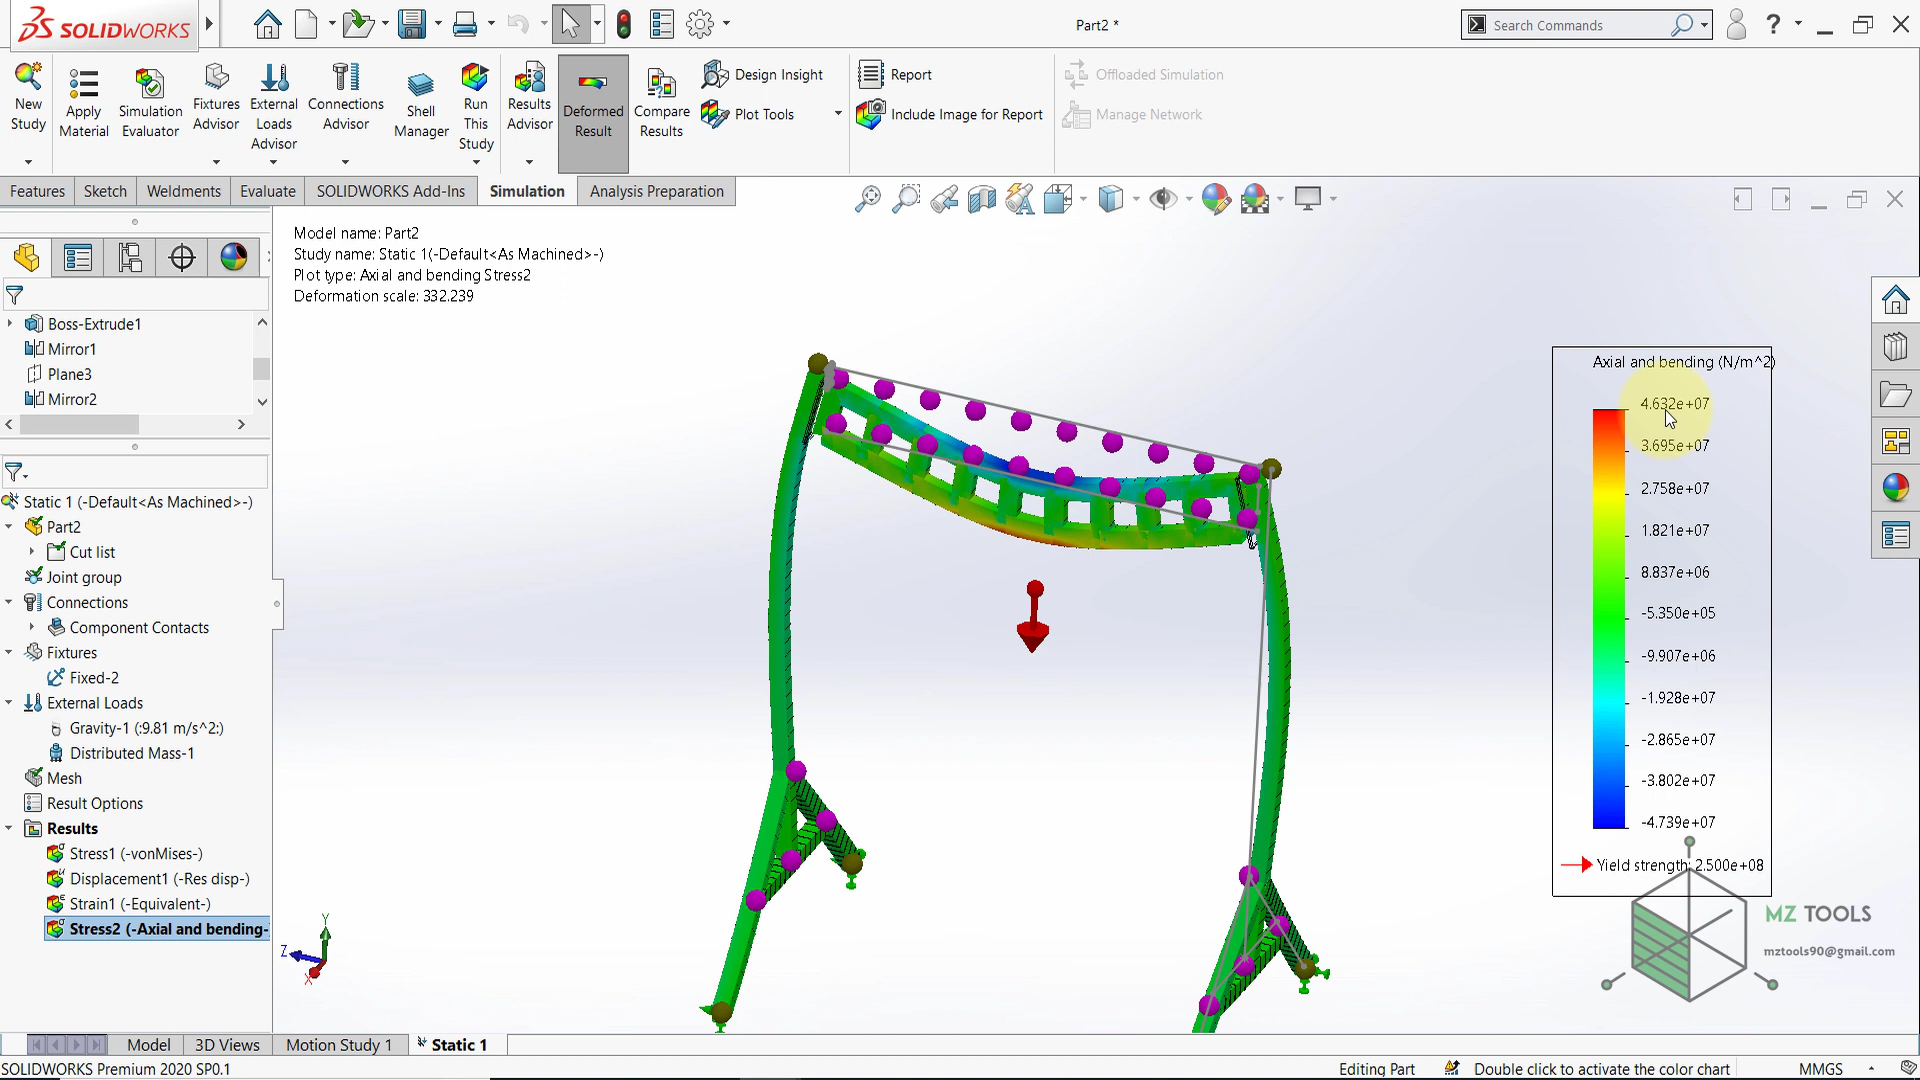 SOLIDWORKS
Part2 *
Search Commands
?
New Study
Apply Material
Simulation Evaluator
Fixtures Advisor
External Loads Advisor
Connections Advisor
Shell Manager
Run This Study
Results Advisor
Deformed Result
Compare Results
Design Insight
Plot Tools
Report
Include Image for Report
Offloaded Simulation
Manage Network
Features
Sketch
Weldments
Evaluate
SOLIDWORKS Add-Ins
Simulation
Analysis Preparation
Boss-Extrude1
Mirror1
Plane3
Mirror2
Static 1 (-Default<As Machined>-)
Part2
Cut list
Joint group
Connections
Component Contacts
Fixtures
Fixed-2
External Loads
Gravity-1 (:9.81 m/s^2:)
Distributed Mass-1
Mesh
Result Options
Results
Stress1 (-vonMises-)
Displacement1 (-Res disp-)
Strain1 (-Equivalent-)
Stress2 (-Axial and bending-
Model name: Part2
Study name: Static 1(-Default<As Machined>-)
Plot type: Axial and bending Stress2
Deformation scale: 332.239
Y
Z
X
Axial and bending (N/m^2)
4.632e+07
3.695e+07
2.758e+07
1.821e+07
8.837e+06
-5.350e+05
-9.907e+06
-1.928e+07
-2.865e+07
-3.802e+07
-4.739e+07
Yield strength: 2.500e+08
MZ TOOLS
mztools90@gmail.com
Model
3D Views
Motion Study 1
Static 1
SOLIDWORKS Premium 2020 SP0.1
Editing Part
Double click to activate the color chart
MMGS